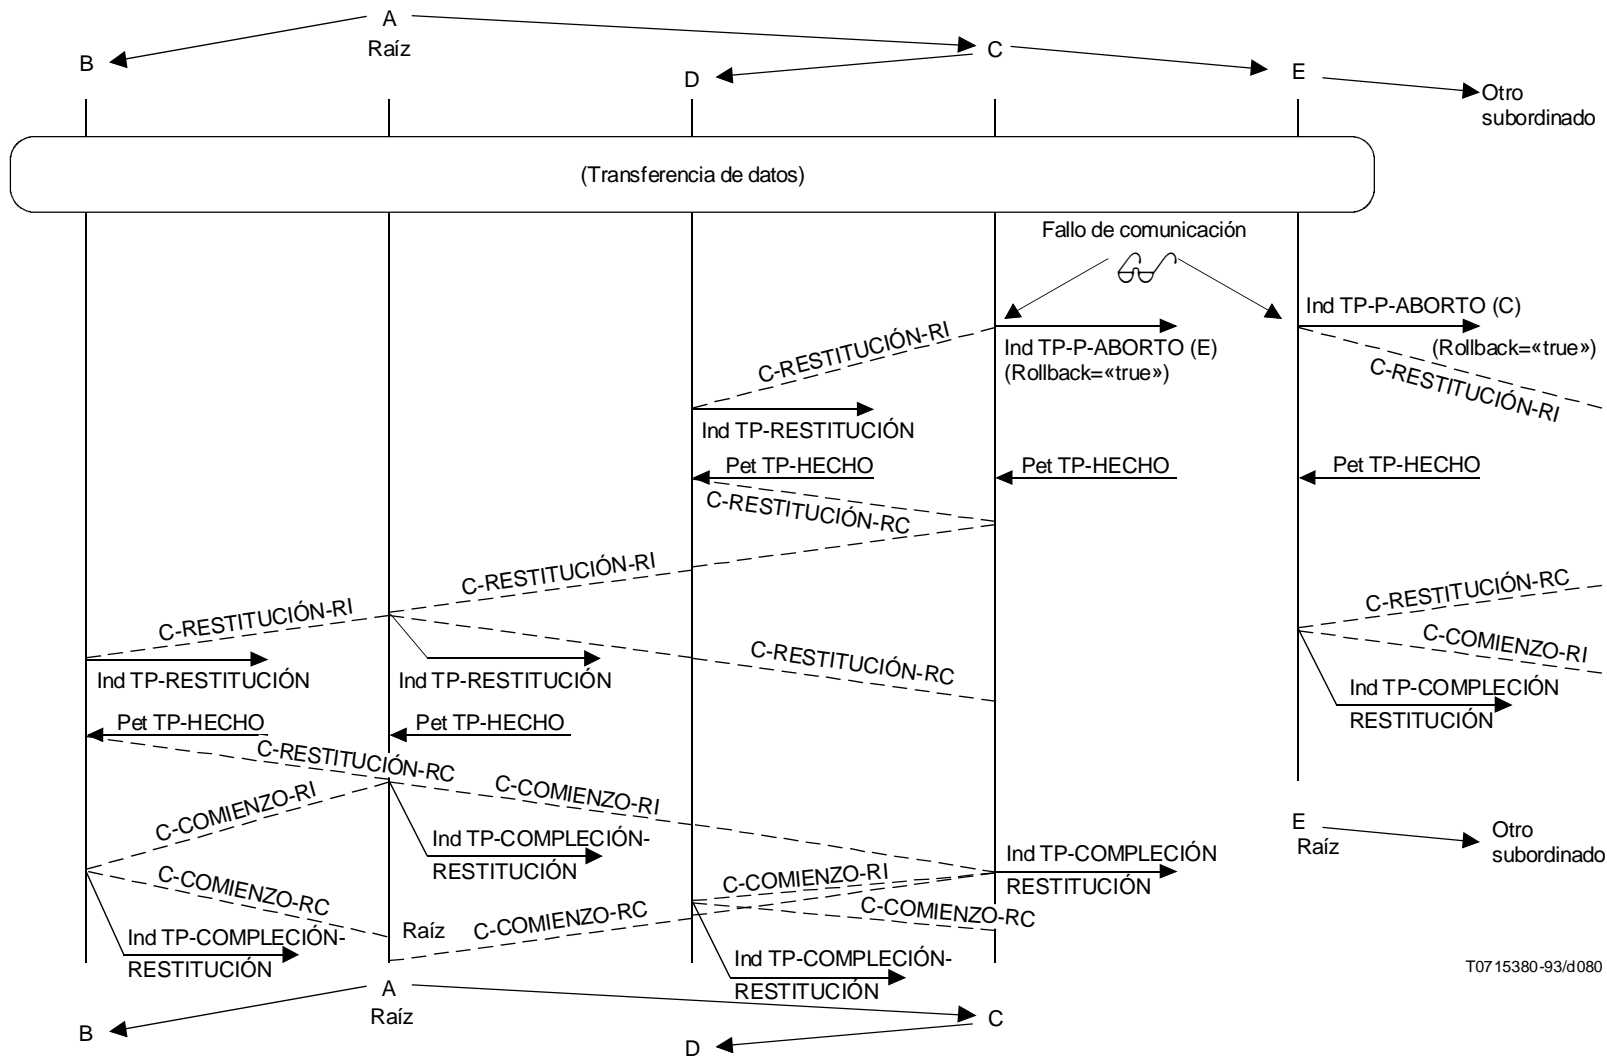 A
Raíz
B
C
D
E
Otro
subordinado
(Transferencia de datos)
Fallo de comunicación
Ind TP-P-ABORTO (C)
(Rollback=«true»)
C-RESTITUCIÓN-RI
Ind TP-P-ABORTO (E)
(Rollback=«true»)
C-RESTITUCIÓN-RI
Ind TP-RESTITUCIÓN
Pet TP-HECHO
Pet TP-HECHO
Pet TP-HECHO
C-RESTITUCIÓN-RC
C-RESTITUCIÓN-RI
C-RESTITUCIÓN-RI
C-RESTITUCIÓN-RC
C-COMIENZO-RI
Ind TP-RESTITUCIÓN
Ind TP-RESTITUCIÓN
C-RESTITUCIÓN-RC
Ind TP-COMPLECIÓN
RESTITUCIÓN
Pet TP-HECHO
Pet TP-HECHO
C-RESTITUCIÓN-RC
C-COMIENZO-RI
C-COMIENZO-RI
Ind TP-COMPLECIÓN-
RESTITUCIÓN
Ind TP-COMPLECIÓN
RESTITUCIÓN
E
Raíz
Otro
subordinado
C-COMIENZO-RI
C-COMIENZO-RC
C-COMIENZO-RC
C-COMIENZO-RC
Raíz
Ind TP-COMPLECIÓN-
RESTITUCIÓN
Ind TP-COMPLECIÓN-
RESTITUCIÓN
T0715380-93/d080
A
Raíz
B
C
D